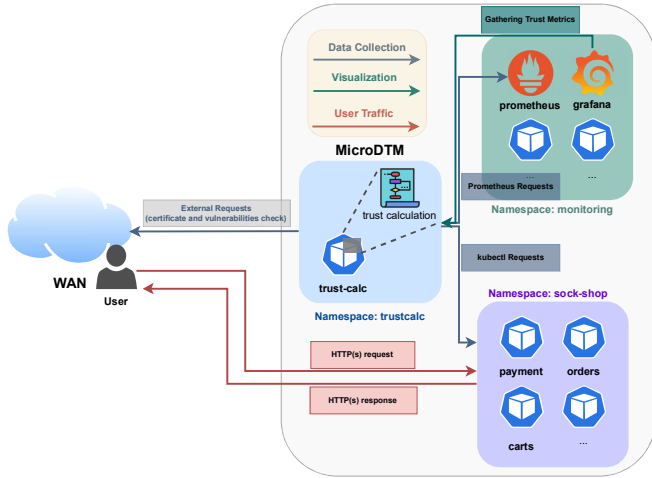 Gathering Trust Metrics
Data Collection
Visualization
User Traffic
prometheus
grafana
...
...
MicroDTM
Prometheus Requests
Namespace: monitoring
trust calculation
External Requests
(certificate and vulnerabilities check)
trust-calc
kubectl Requests
WAN
User
Namespace: trustcalc
Namespace: sock-shop
HTTP(s) request
payment
orders
HTTP(s) response
carts
...